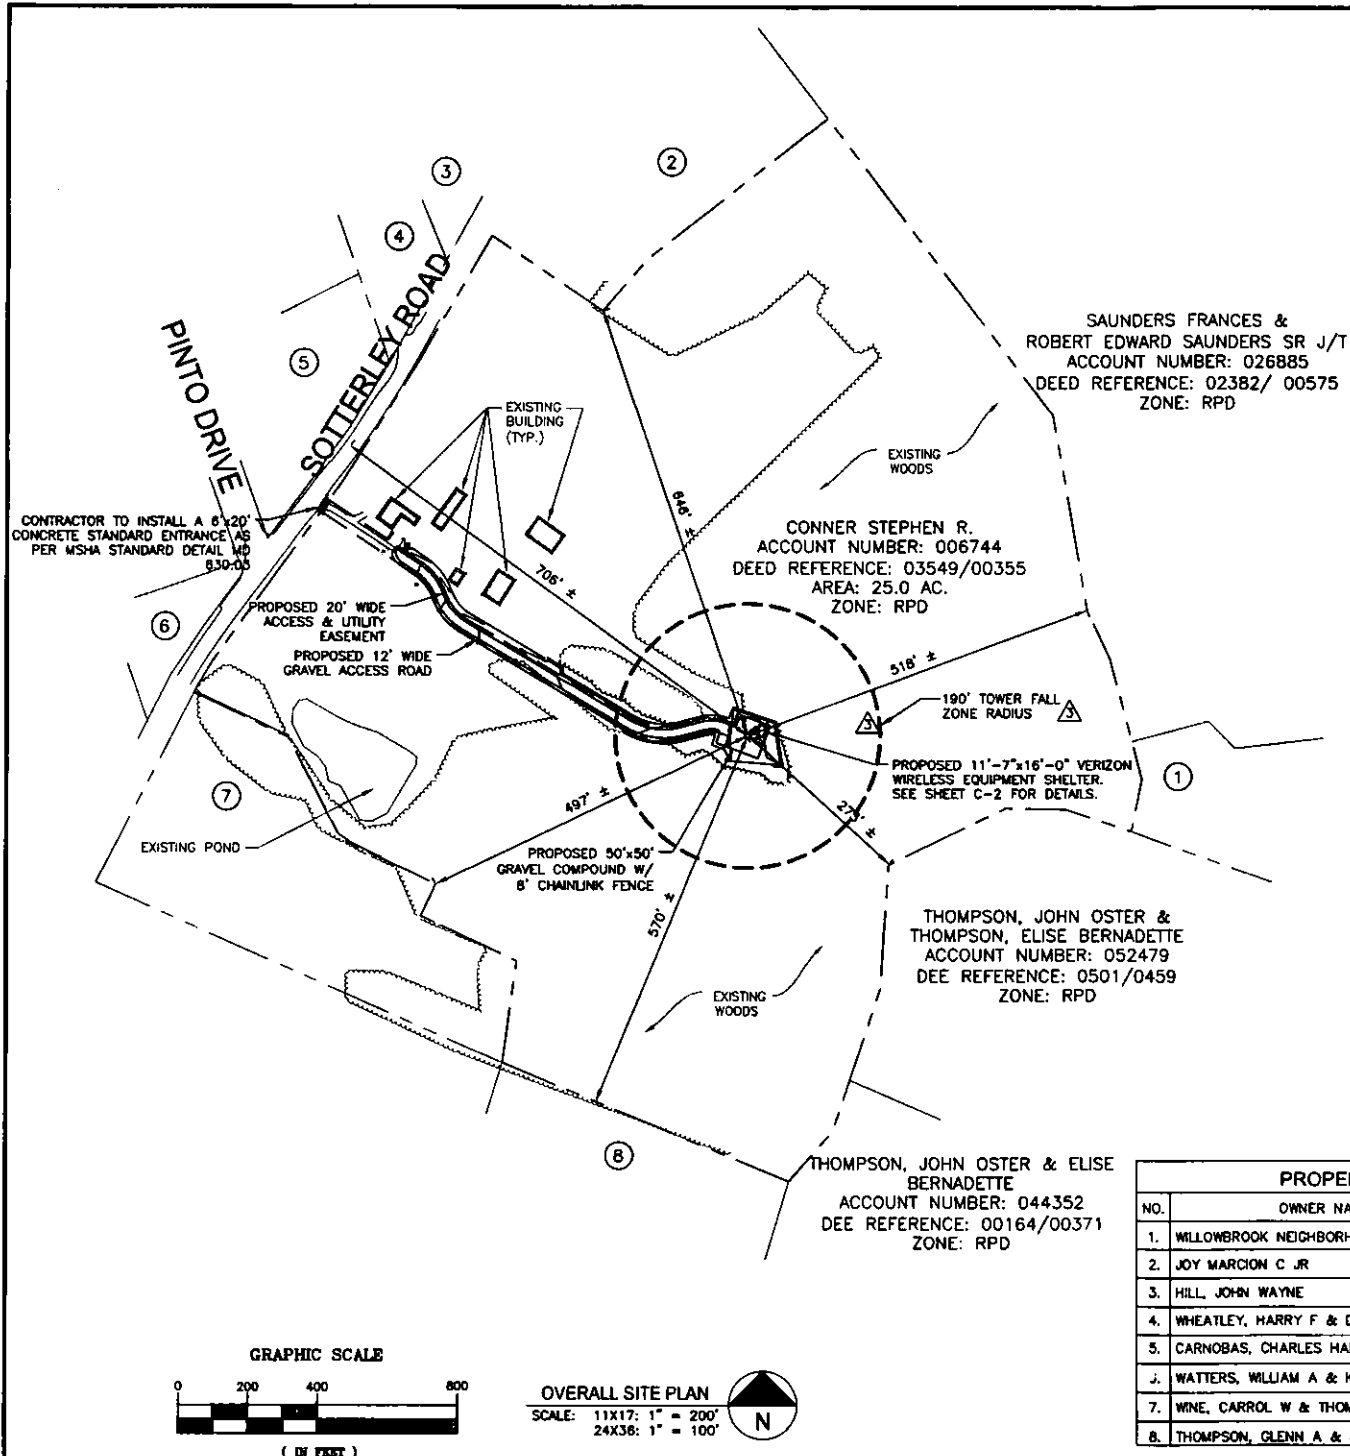 2
3
4
5
6
7
8
1
PINTO DRIVE
SOTTERLEY ROAD
SAUNDERS FRANCES &
ROBERT EDWARD SAUNDERS SR J/T
ACCOUNT NUMBER: 026885
DEED REFERENCE: 02382/ 00575
ZONE: RPD
EXISTING
BUILDING
(TYP.)
EXISTING
WOODS
CONTRACTOR TO INSTALL A 6'x20'
CONCRETE STANDARD ENTRANCE AS
PER MSHA STANDARD DETAIL MD
630.03
646' ±
706' ±
CONNER STEPHEN R.
ACCOUNT NUMBER: 006744
DEED REFERENCE: 03549/00355
AREA: 25.0 AC.
ZONE: RPD
PROPOSED 20' WIDE
ACCESS & UTILITY
EASEMENT
PROPOSED 12' WIDE
GRAVEL ACCESS ROAD
518' ±
3
190' TOWER FALL
ZONE RADIUS
3
PROPOSED 11'-7"x16'-0" VERIZON
WIRELESS EQUIPMENT SHELTER.
SEE SHEET C-2 FOR DETAILS.
497' ±
273' ±
EXISTING POND
PROPOSED 50'x50'
GRAVEL COMPOUND W/
8' CHAINLINK FENCE
570' ±
THOMPSON, JOHN OSTER &
THOMPSON, ELISE BERNADETTE
ACCOUNT NUMBER: 052479
DEE REFERENCE: 0501/0459
ZONE: RPD
EXISTING
WOODS
THOMPSON, JOHN OSTER & ELISE
BERNADETTE
ACCOUNT NUMBER: 044352
DEE REFERENCE: 00164/00371
ZONE: RPD
PROPE
NO. OWNER NA
1. WILLOWBROOK NEIGHBORH
2. JOY MARCION C JR
3. HILL, JOHN WAYNE
4. WHEATLEY, HARRY F &
5. CARNOBAS, CHARLES HA
WATTERS, WILLIAM A &
7. WINE, CARROL W & THOM
8. THOMPSON, GLENN A &
GRAPHIC SCALE
0 200 400 800
( IN FEET )
OVERALL SITE PLAN
SCALE: 11X17: 1" = 200'
24X36: 1" = 100'
N